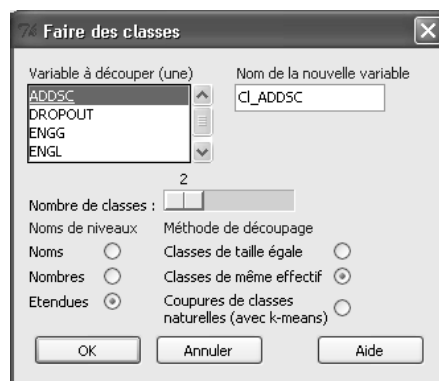 Faire des classes
Variable à découper (une)
Nom de la nouvelle variable
ADDSC
DROPOUT
ENGG
ENGL
Cl_ADDSC
2
Nombre de classes :
Noms de niveaux
Méthode de découpage
Noms
Classes de taille égale
Nombres
Classes de même effectif
Etendues
Coupures de classes
naturelles (avec k-means)
OK
Annuler
Aide